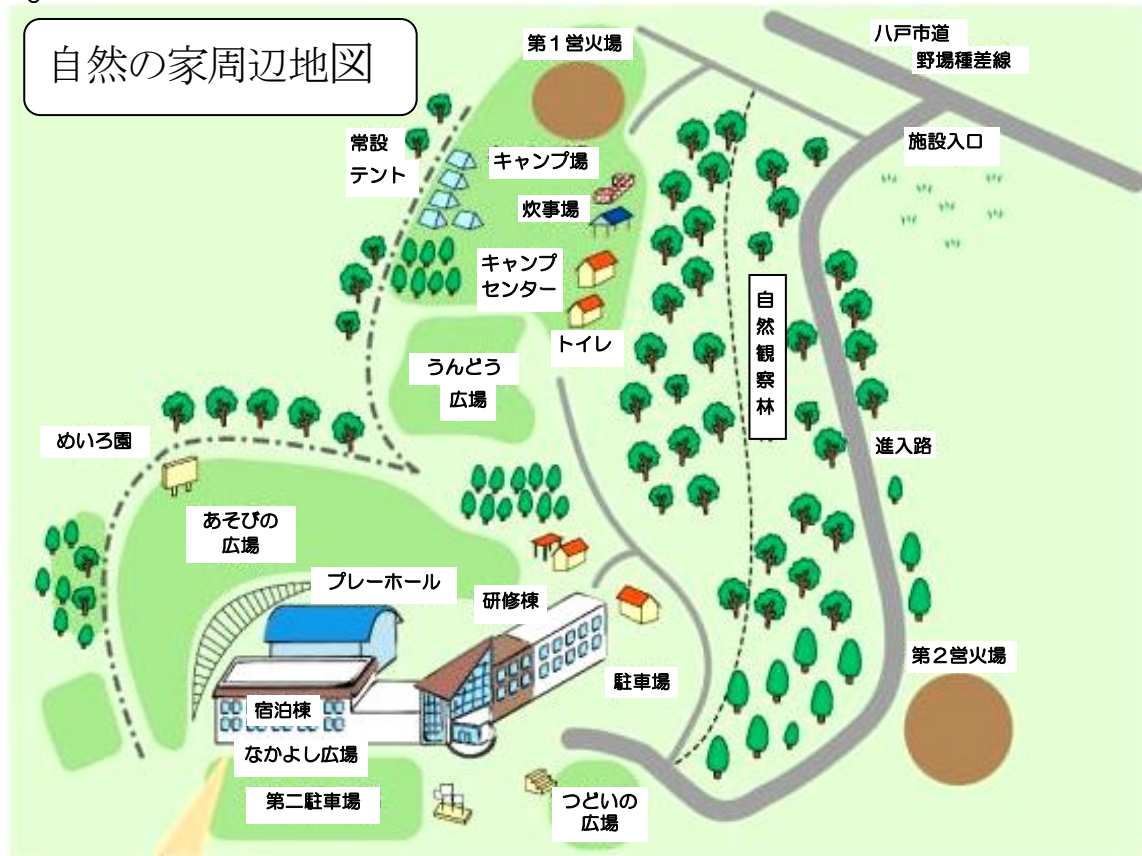 自然の家周辺地図
第1営火場
八戸市道
野場種差線
常設
テント
キャンプ場
施設入口
炊事場
キャンプ
センター
自然観察林
トイレ
うんどう
広場
めいろ園
進入路
あそびの
広場
プレーホール
研修棟
第2営火場
駐車場
宿泊棟
なかよし広場
第二駐車場
つどいの
広場